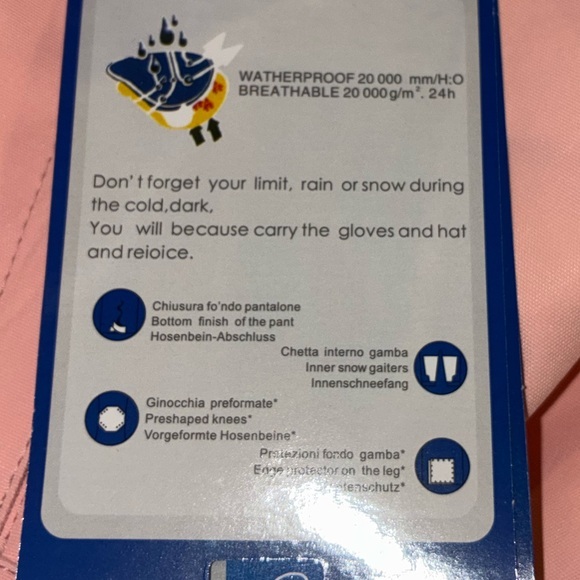 WATHERPROOF 20 000 mm/H:O
BREATHABLE 20 000g/m². 24h
Don't forget your limit, rain or snow during
the cold,dark,
You will because carry the gloves and hat
and reioice.
Chiusura fo'ndo pantalone
Bottom finish of the pant
Hosenbein-Abschluss
Chetta interno gamba
Inner snow gaiters
Innenschneefang
Ginocchia preformate*
Preshaped knees*
Vorgeformte Hosenbeine*
Protezioni fondo gamba*
Edge protector on the leg*